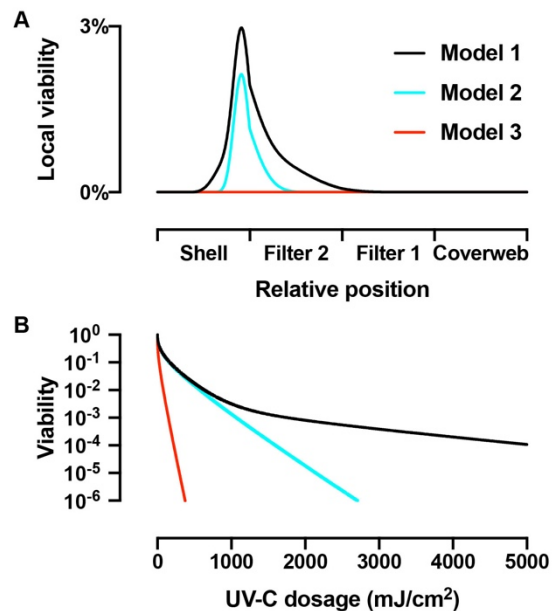 A
3%
Local viability
0%
Model 1
Model 2
Model 3
Shell Filter 2 Filter 1 Coverweb
Relative position
B
10⁰
10⁻¹
10⁻²
10⁻³
10⁻⁴
10⁻⁵
10⁻⁶
Viability
0 1000 2000 3000 4000 5000
UV-C dosage (mJ/cm²)